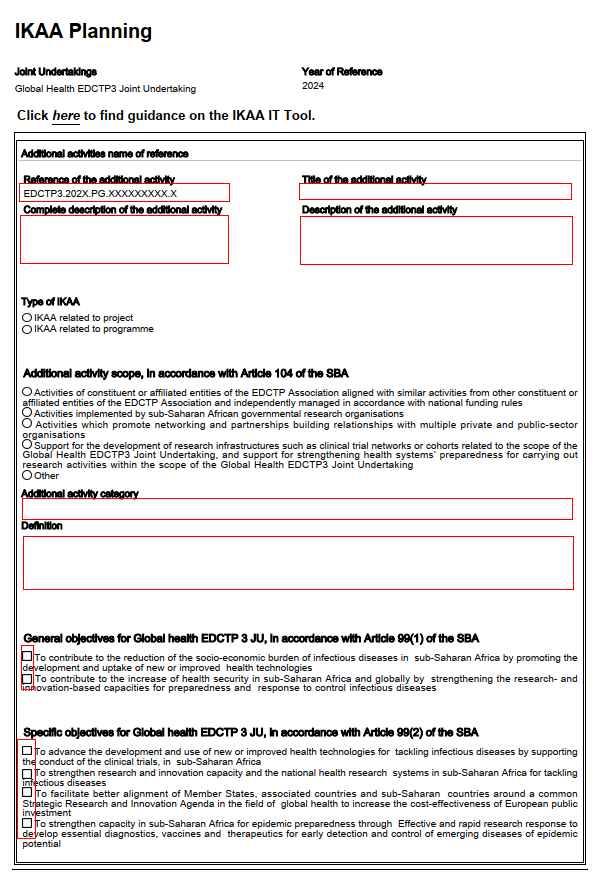 IKAA Planning
Joint Undertakings
Year of Reference
Global Health EDCTP3 Joint Undertaking
2024
Click here to find guidance on the IKAA IT Tool.
Additional activities name of reference
Reference of the additional activity
Title of the additional activity
EDCTP3.202X.PG.XXXXXXXXX.X
Complete description of the additional activity
Description of the additional activity
Type of IKAA
IKAA related to project
IKAA related to programme
Additional activity scope, in accordance with Article 104 of the SBA
Activities of constituent or affiliated entities of the EDCTP Association aligned with similar activities from other constituent or
affiliated entities of the EDCTP Association and independently managed in accordance with national funding rules
Activities implemented by sub-Saharan African governmental research organisations
Activities which promote networking and partnerships building relationships with multiple private and public-sector
organisations
Support for the development of research infrastructures such as clinical trial networks or cohorts related to the scope of the
Global Health EDCTP3 Joint Undertaking, and support for strengthening health systems' preparedness for carrying out
research activities within the scope of the Global Health EDCTP3 Joint Undertaking
Other
Additional activity category
Definition
General objectives for Global health EDCTP 3 JU, in accordance with Article 99(1) of the SBA
To contribute to the reduction of the socio-economic burden of infectious diseases in sub-Saharan Africa by promoting the
development and uptake of new or improved health technologies
To contribute to the increase of health security in sub-Saharan Africa and globally by strengthening the research- and
innovation-based capacities for preparedness and response to control infectious diseases
Specific objectives for Global health EDCTP 3 JU, in accordance with Article 99(2) of the SBA
To advance the development and use of new or improved health technologies for tackling infectious diseases by supporting
the conduct of the clinical trials, in sub-Saharan Africa
To strengthen research and innovation capacity and the national health research systems in sub-Saharan Africa for tackling
infectious diseases
To facilitate better alignment of Member States, associated countries and sub-Saharan countries around a common
Strategic Research and Innovation Agenda in the field of global health to increase the cost-effectiveness of European public
investment
To strengthen capacity in sub-Saharan Africa for epidemic preparedness through Effective and rapid research response to
develop essential diagnostics, vaccines and therapeutics for early detection and control of emerging diseases of epidemic
potential